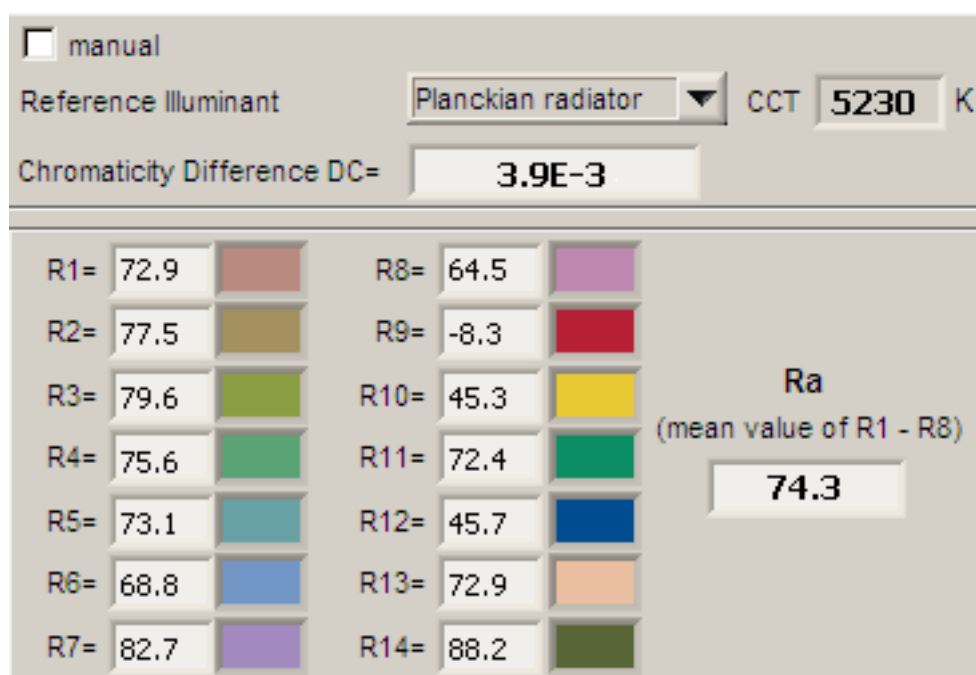 manual
Reference Illuminant Planckian radiator CCT 5230 K
Chromaticity Difference DC= 3.9E-3
R1= 72.9 R8= 64.5
R2= 77.5 R9= -8.3
R3= 79.6 R10= 45.3
R4= 75.6 R11= 72.4
R5= 73.1 R12= 45.7
R6= 68.8 R13= 72.9
R7= 82.7 R14= 88.2
Ra
(mean value of R1 - R8)
74.3